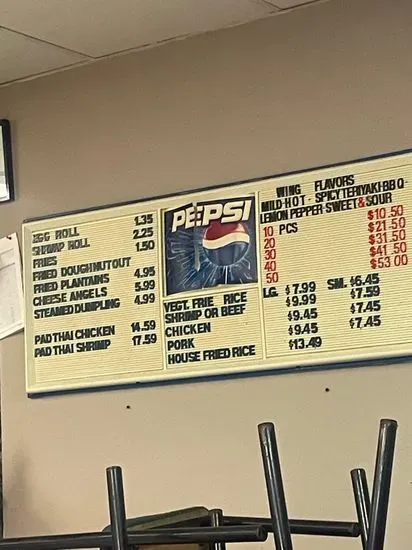 EGG ROLL 1.35
SHRIMP ROLL 2.25
FRIES 1.50
FRIED DOUGHNUTOUT
FRIED PLANTAINS 4.95
CHEESE ANGELS 5.99
STEAMED DUMPLING 4.99
PAD THAI CHICKEN 14.59
PAD THAI SHRIMP 17.59
PEPSI
WING FLAVORS
MILD-HOT - SPICYTERIYAKI-BBQ
LEMON PEPPER SWEET&SOUR
10 PCS $10.50
20 $21.50
30 $31.50
40 $41.50
50 $53.00
VEGT. FRIE RICE LG. $7.99 SM. $6.45
SHRIMP OR BEEF $9.99 $7.59
CHICKEN $9.45 $7.45
PORK $9.45 $7.45
HOUSE FRIED RICE $13.49